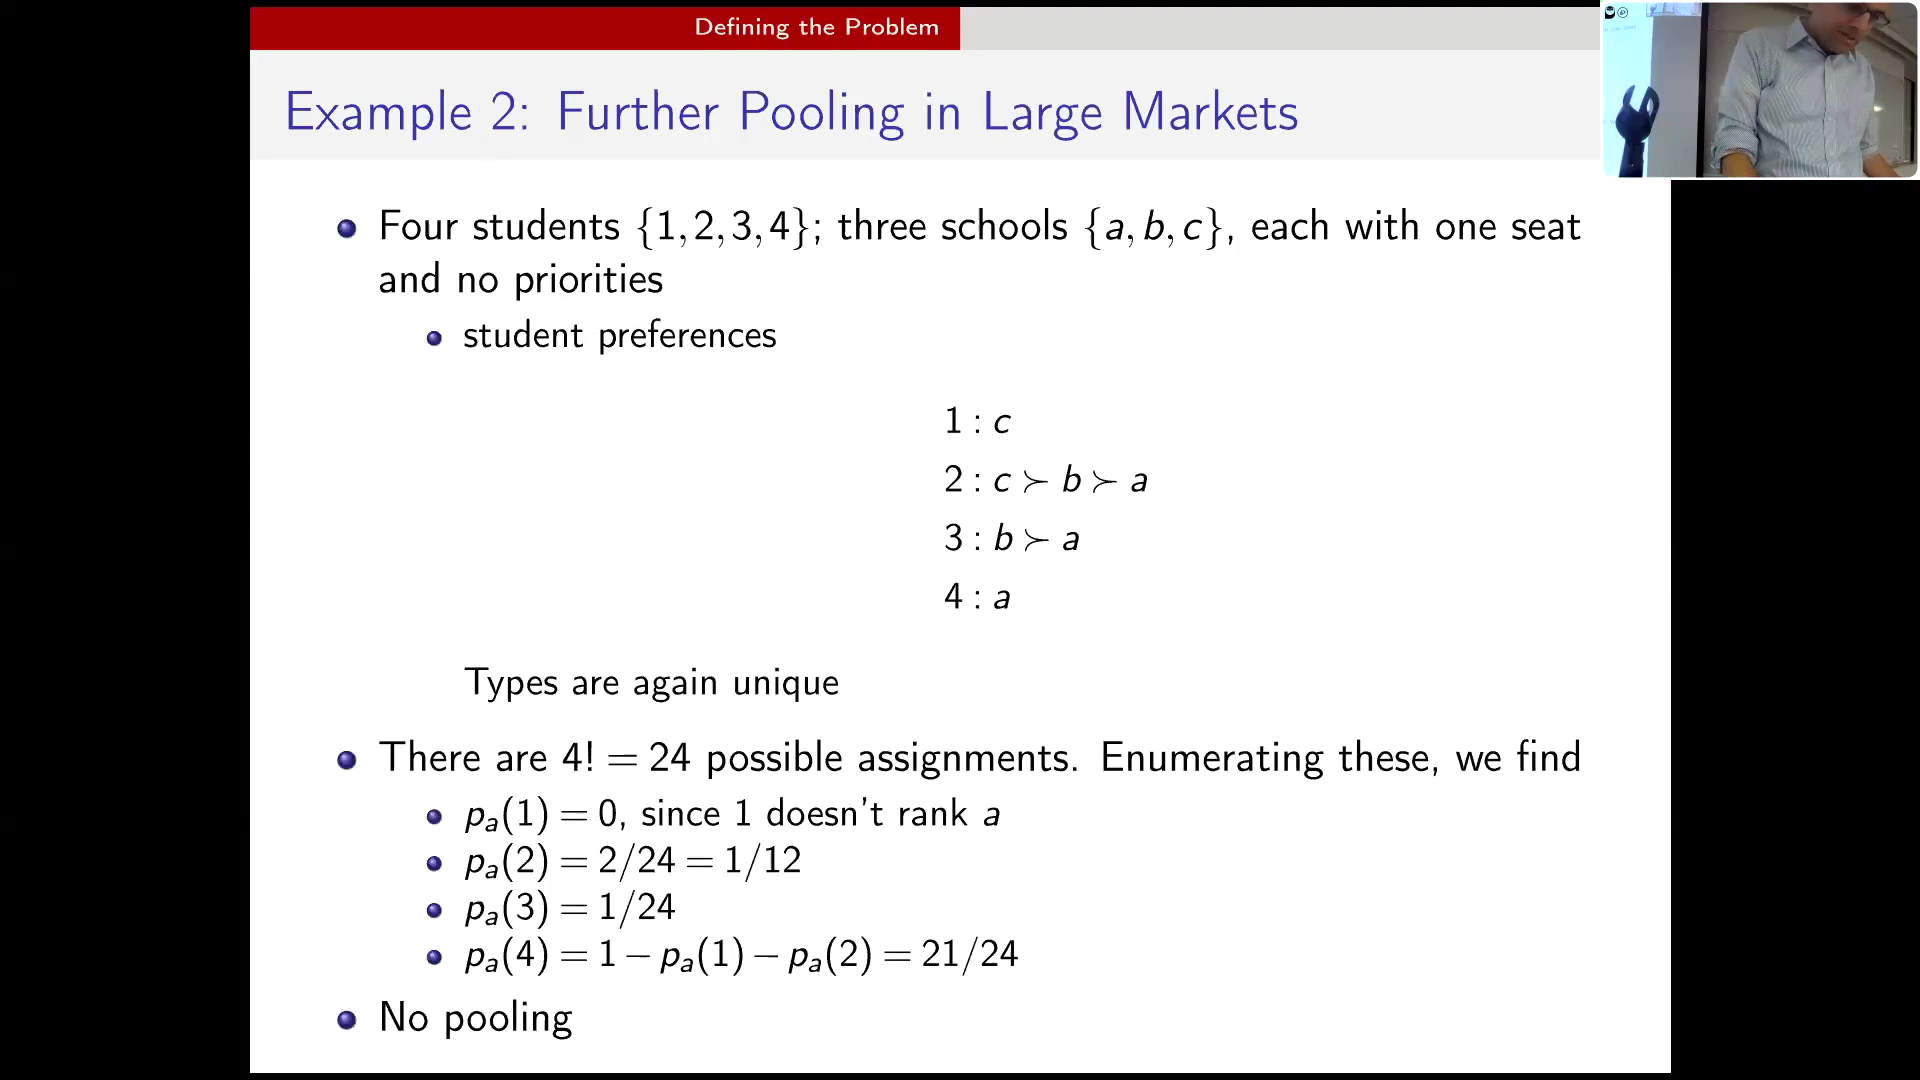 Defining the Problem
Example 2: Further Pooling in Large Markets
Four students {1, 2, 3, 4}; three schools {a, b, c}, each with one seat
and no priorities
student preferences
1 : c
2 : c ≻ b ≻ a
3 : b ≻ a
4 : a
Types are again unique
There are 4! = 24 possible assignments. Enumerating these, we find
pₐ(1) = 0, since 1 doesn't rank a
pₐ(2) = 2/24 = 1/12
pₐ(3) = 1/24
pₐ(4) = 1 − pₐ(1) − pₐ(2) = 21/24
No pooling